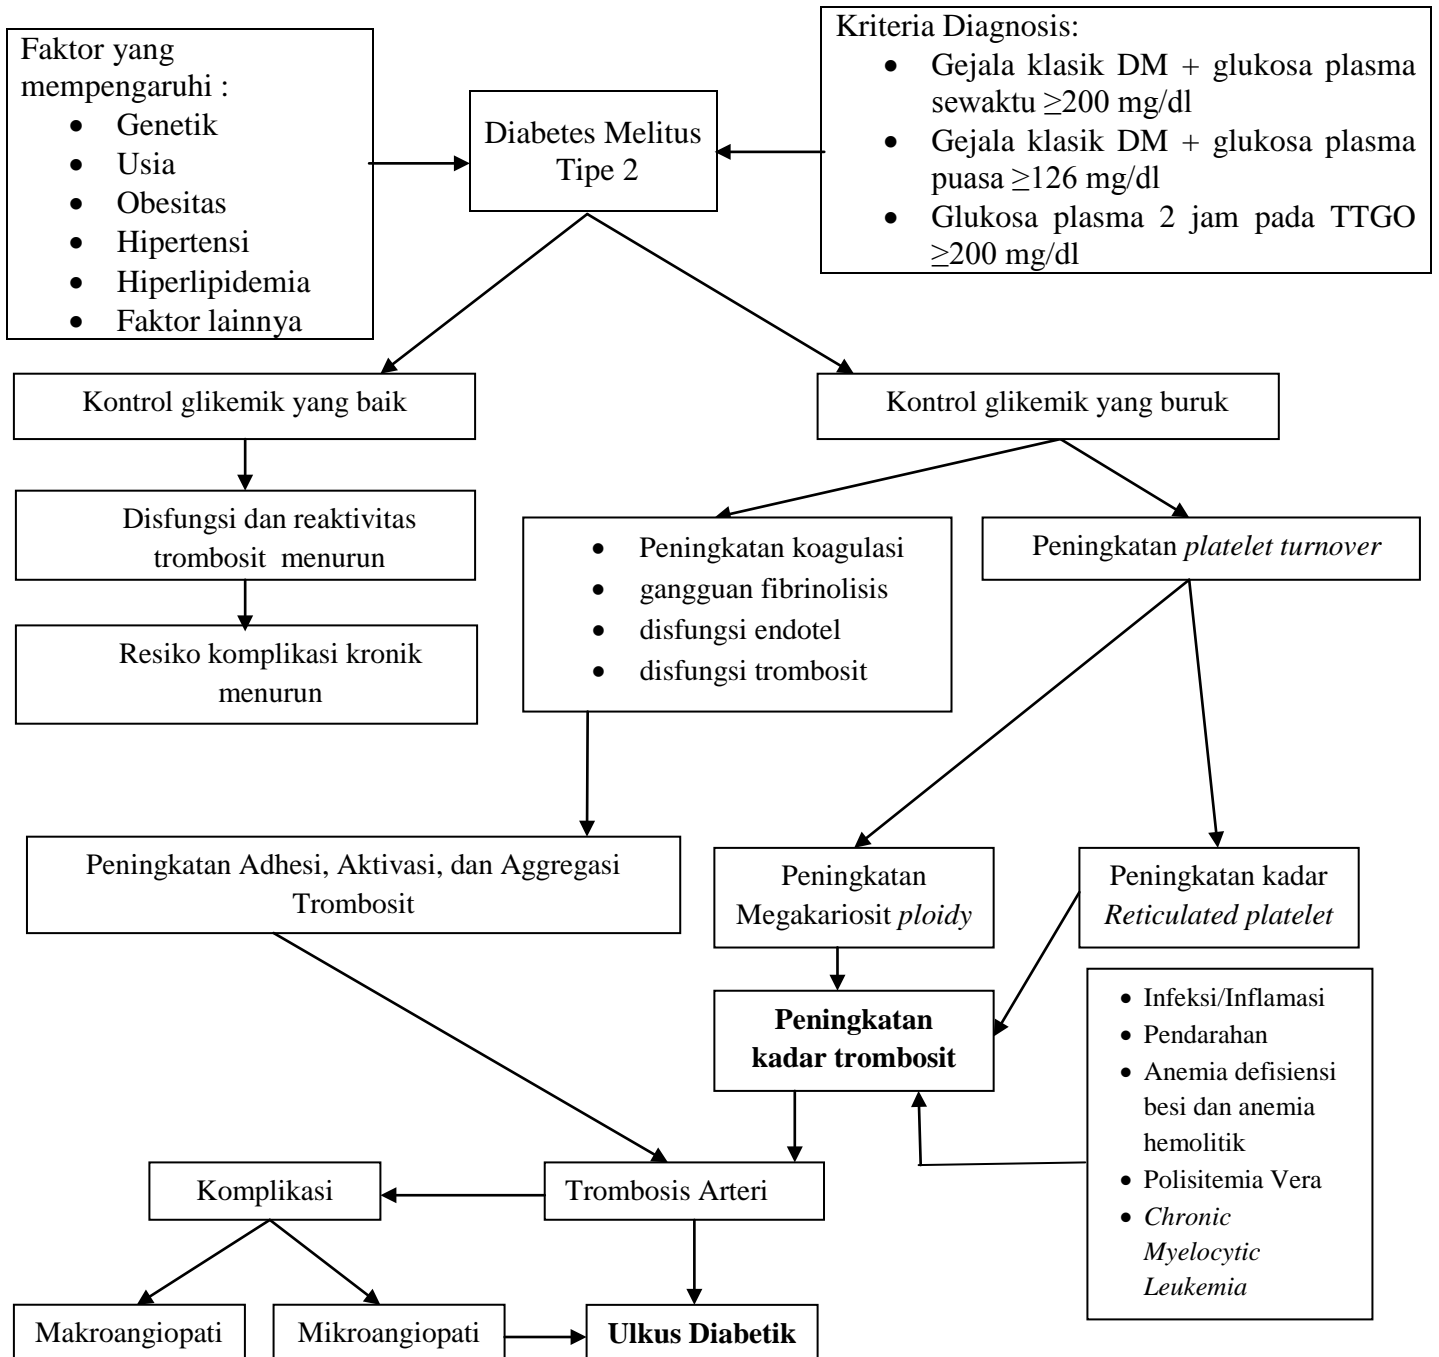 Faktor yang
mempengaruhi :
• Genetik
• Usia
• Obesitas
• Hipertensi
• Hiperlipidemia
• Faktor lainnya
Diabetes Melitus
Tipe 2
Kriteria Diagnosis:
• Gejala klasik DM + glukosa plasma
sewaktu ≥200 mg/dl
• Gejala klasik DM + glukosa plasma
puasa ≥126 mg/dl
• Glukosa plasma 2 jam pada TTGO
≥200 mg/dl
Kontrol glikemik yang baik
Kontrol glikemik yang buruk
Disfungsi dan reaktivitas
trombosit menurun
Resiko komplikasi kronik
menurun
• Peningkatan koagulasi
• gangguan fibrinolisis
• disfungsi endotel
• disfungsi trombosit
Peningkatan platelet turnover
Peningkatan Adhesi, Aktivasi, dan Aggregasi
Trombosit
Peningkatan
Megakariosit ploidy
Peningkatan kadar
Reticulated platelet
Peningkatan
kadar trombosit
• Infeksi/Inflamasi
• Pendarahan
• Anemia defisiensi
besi dan anemia
hemolitik
• Polisitemia Vera
• Chronic
Myelocytic
Leukemia
Komplikasi
Trombosis Arteri
Makroangiopati
Mikroangiopati
Ulkus Diabetik